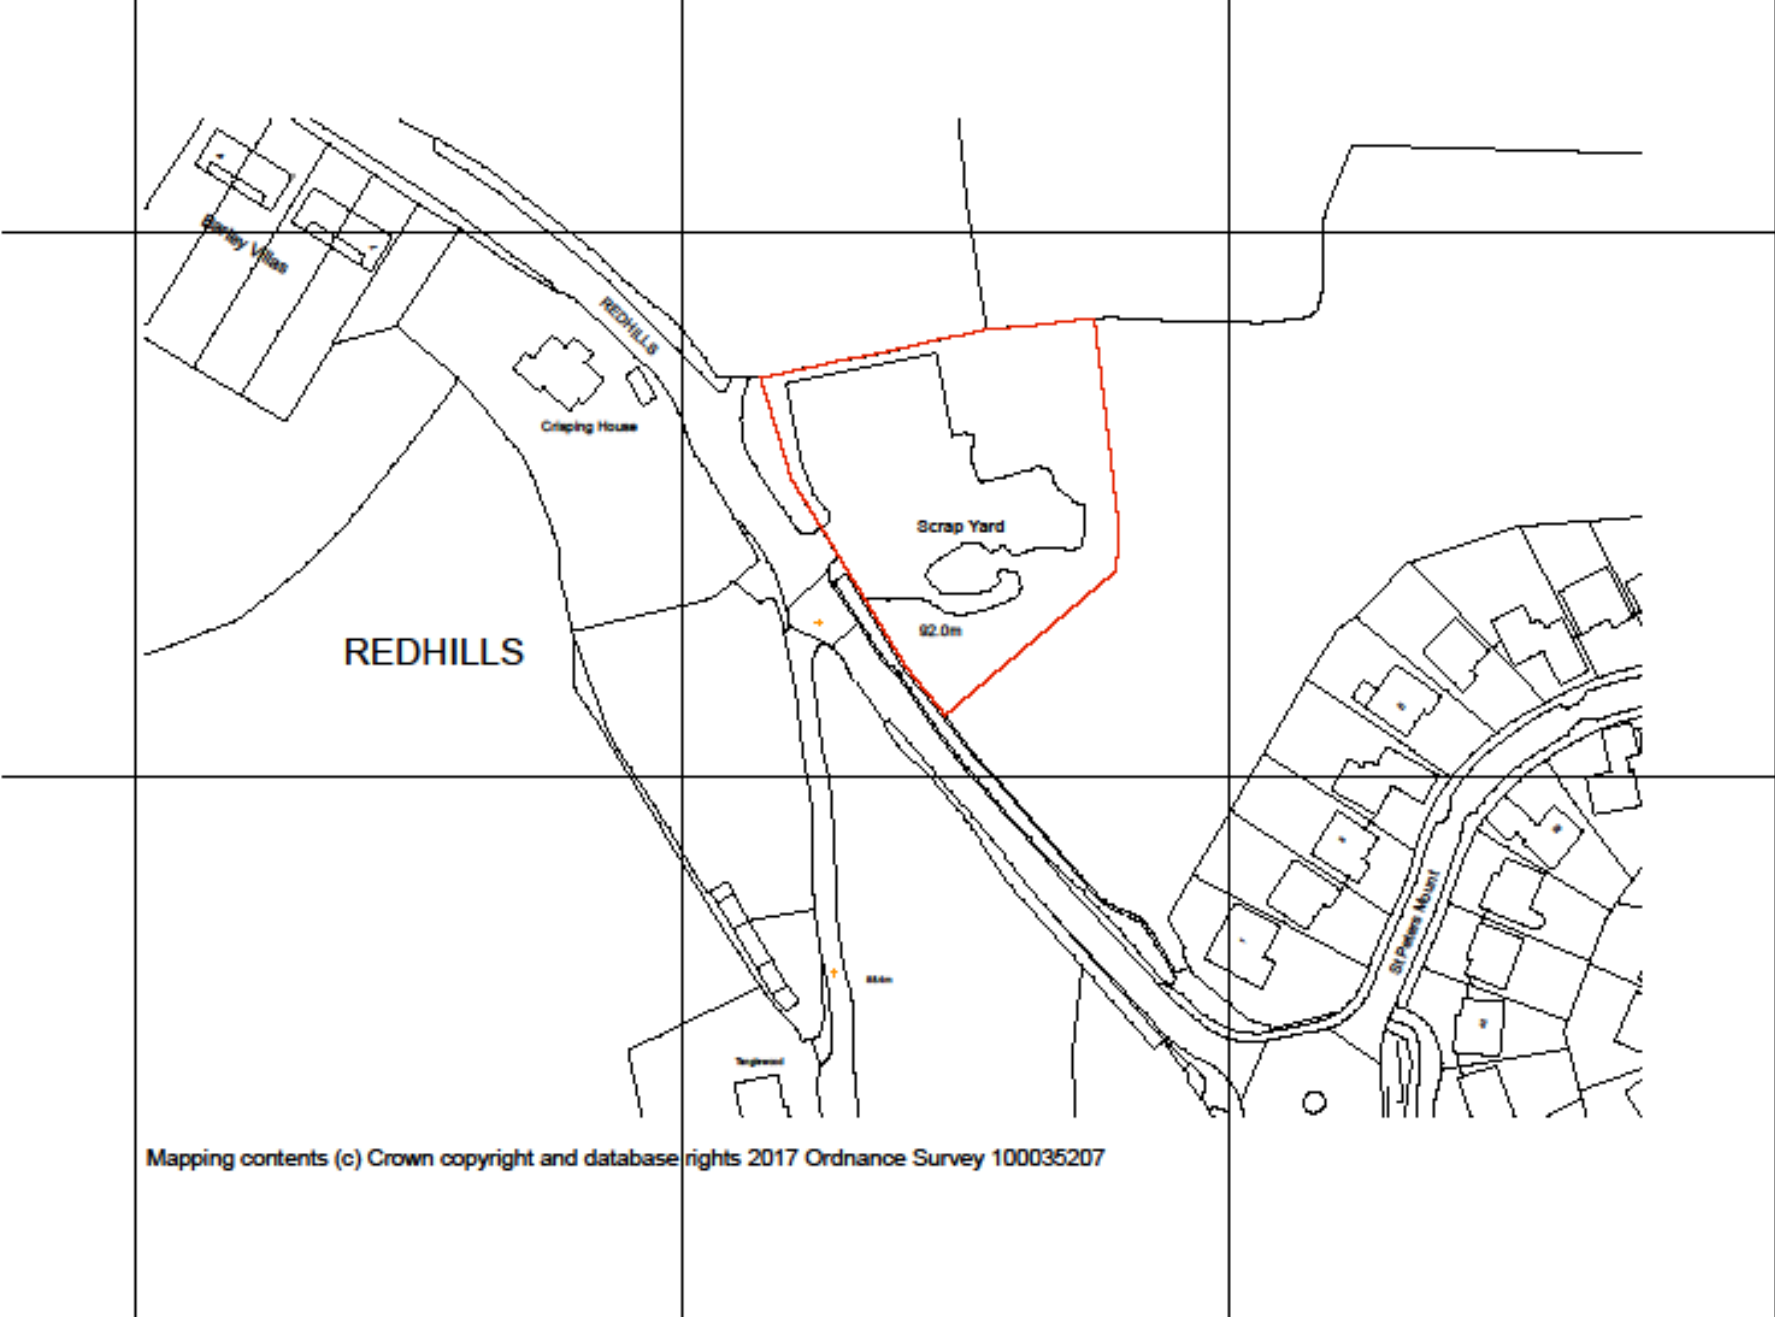 Villas
REDHILLS
Crisping House
Scrap Yard
92.0m
REDHILLS
St Peters Mount
Tanglewood
Mapping contents (c) Crown copyright and database rights 2017 Ordnance Survey 100035207